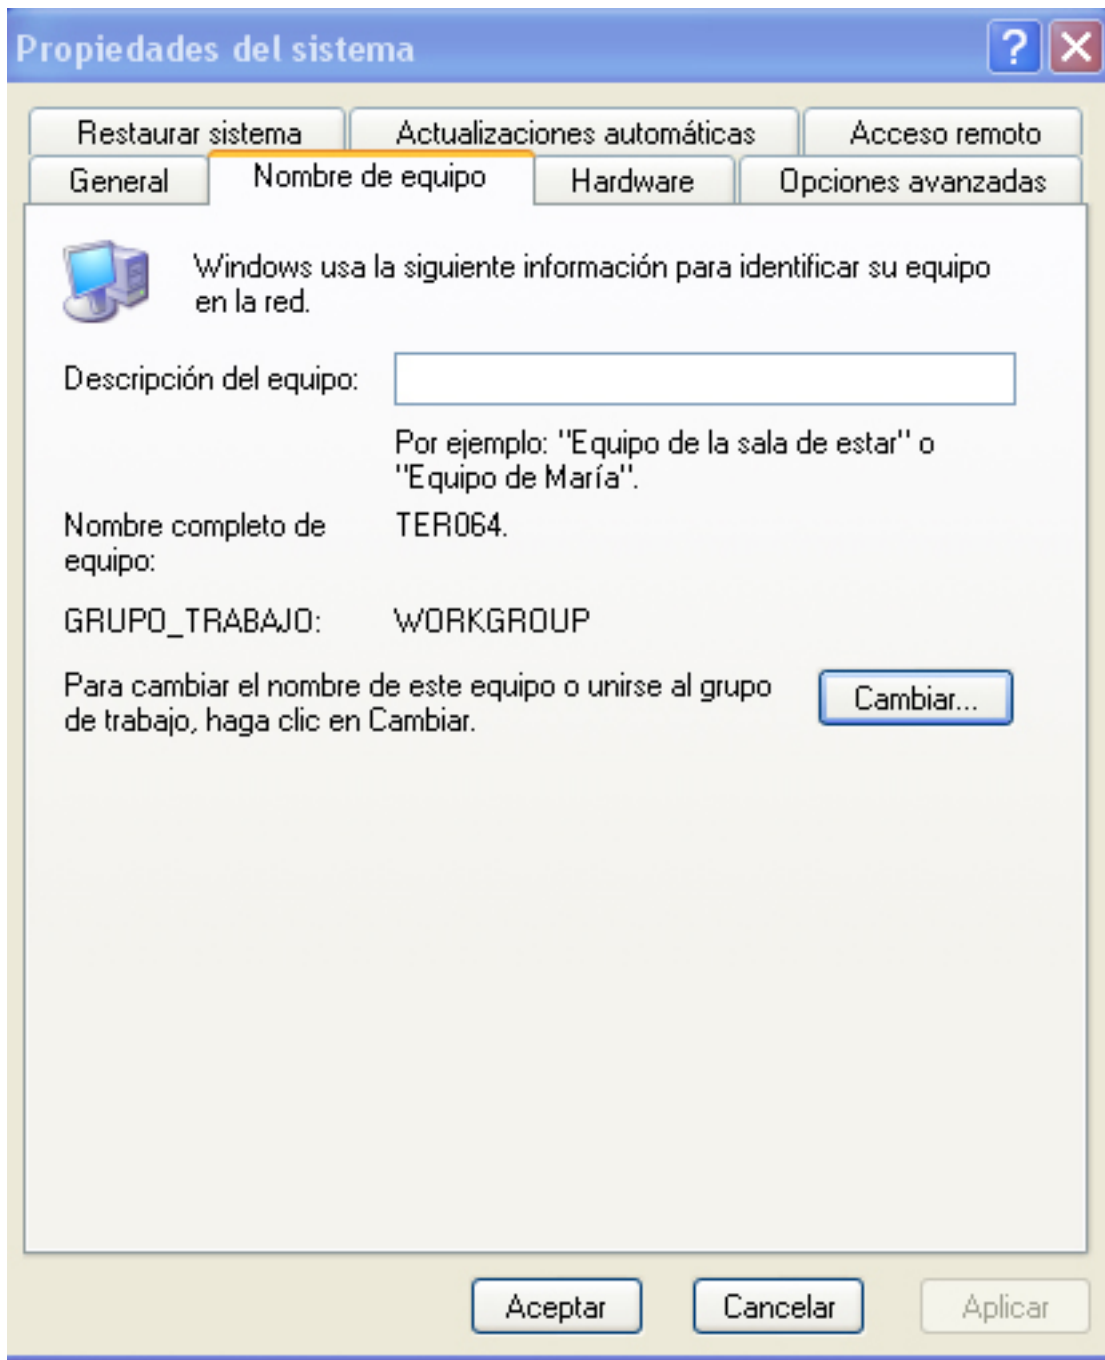 Propiedades del sistema
Restaurar sistema
Actualizaciones automáticas
Acceso remoto
General
Nombre de equipo
Hardware
Opciones avanzadas
Windows usa la siguiente información para identificar su equipo
en la red.
Descripción del equipo:
Por ejemplo: "Equipo de la sala de estar" o
"Equipo de María".
Nombre completo de
equipo:
TER064.
GRUPO_TRABAJO:
WORKGROUP
Para cambiar el nombre de este equipo o unirse al grupo
de trabajo, haga clic en Cambiar.
Cambiar...
Aceptar
Cancelar
Aplicar